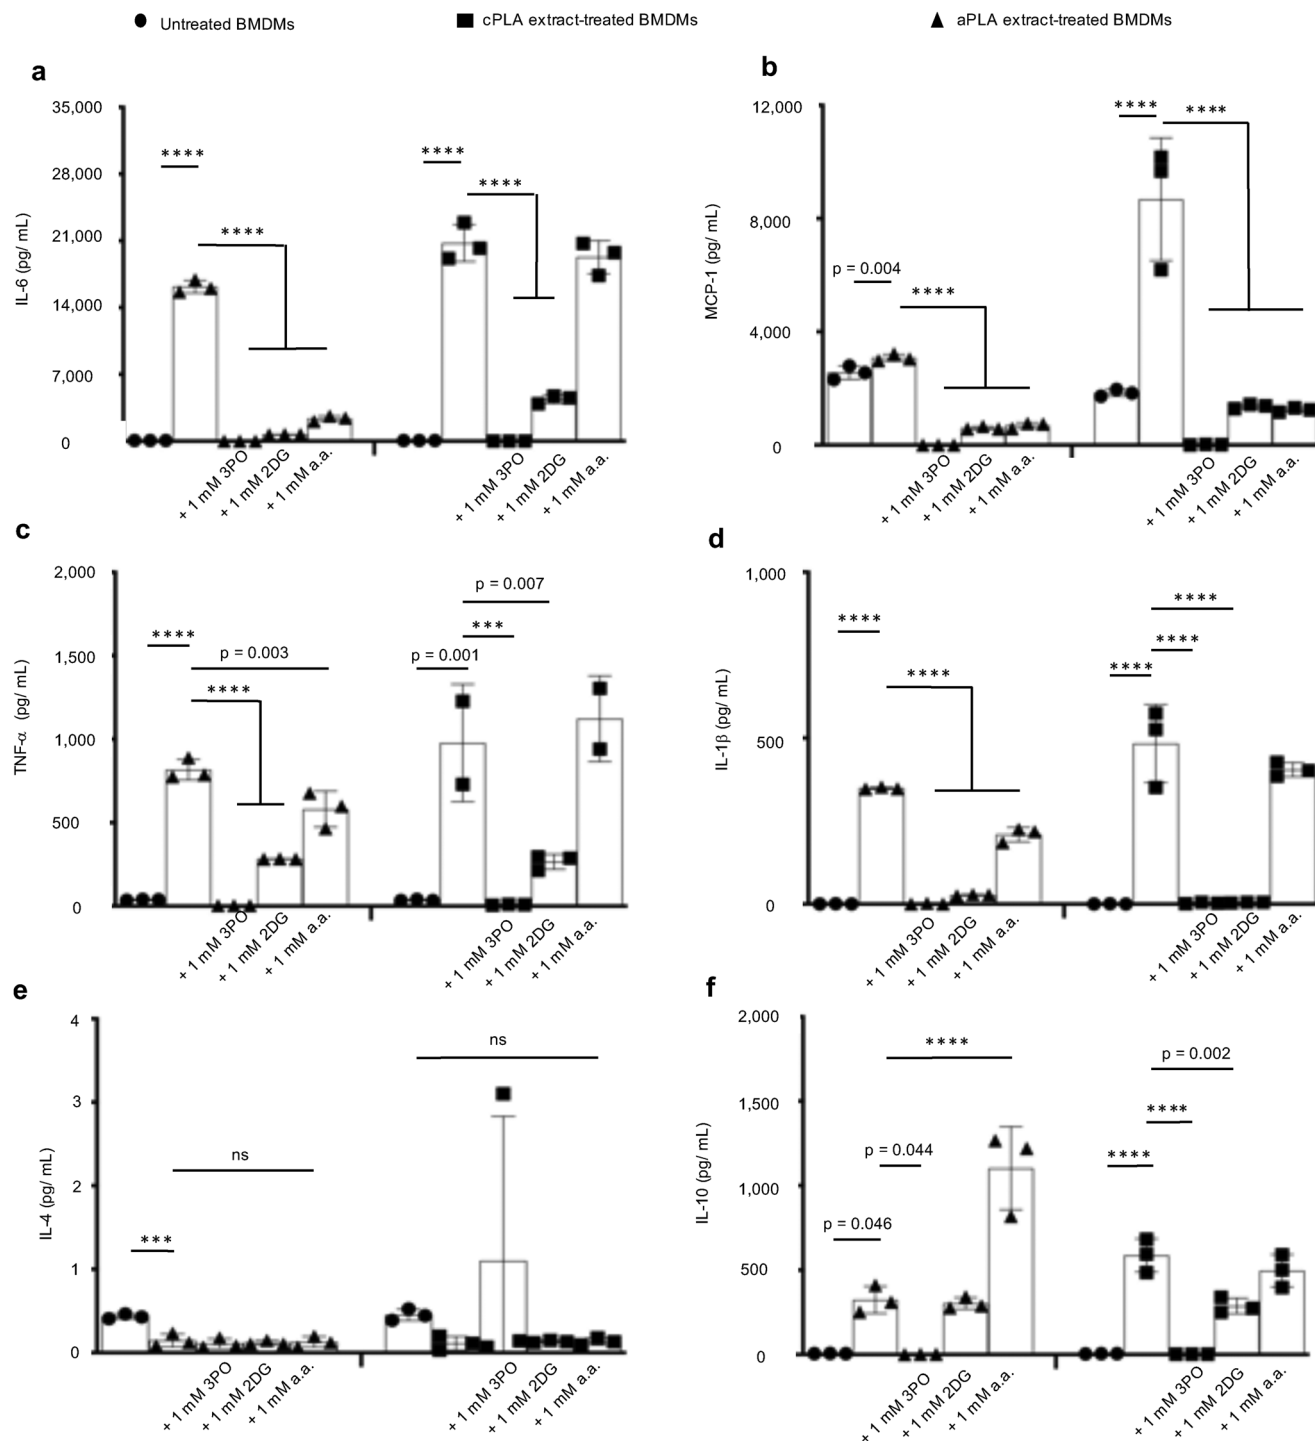 Untreated BMDMs
cPLA extract-treated BMDMs
aPLA extract-treated BMDMs
a
IL-6 (pg/ mL)
35,000
28,000
21,000
14,000
7,000
0
****
****
****
****
+ 1 mM 3PO
+ 1 mM 2DG
+ 1 mM a.a.
+ 1 mM 3PO
+ 1 mM 2DG
+ 1 mM a.a.
b
MCP-1 (pg/ mL)
12,000
8,000
4,000
0
p = 0.004
****
****
****
+ 1 mM 3PO
+ 1 mM 2DG
+ 1 mM a.a.
+ 1 mM 3PO
+ 1 mM 2DG
+ 1 mM a.a.
c
TNF-α (pg/ mL)
2,000
1,500
1,000
500
0
****
p = 0.003
****
p = 0.007
***
p = 0.001
+ 1 mM 3PO
+ 1 mM 2DG
+ 1 mM a.a.
+ 1 mM 3PO
+ 1 mM 2DG
+ 1 mM a.a.
d
IL-1β (pg/ mL)
1,000
500
0
****
****
****
****
****
+ 1 mM 3PO
+ 1 mM 2DG
+ 1 mM a.a.
+ 1 mM 3PO
+ 1 mM 2DG
+ 1 mM a.a.
e
IL-4 (pg/ mL)
4
3
2
1
0
***
ns
ns
+ 1 mM 3PO
+ 1 mM 2DG
+ 1 mM a.a.
+ 1 mM 3PO
+ 1 mM 2DG
+ 1 mM a.a.
f
IL-10 (pg/ mL)
2,000
1,500
1,000
500
0
****
p = 0.044
p = 0.046
p = 0.002
****
****
+ 1 mM 3PO
+ 1 mM 2DG
+ 1 mM a.a.
+ 1 mM 3PO
+ 1 mM 2DG
+ 1 mM a.a.